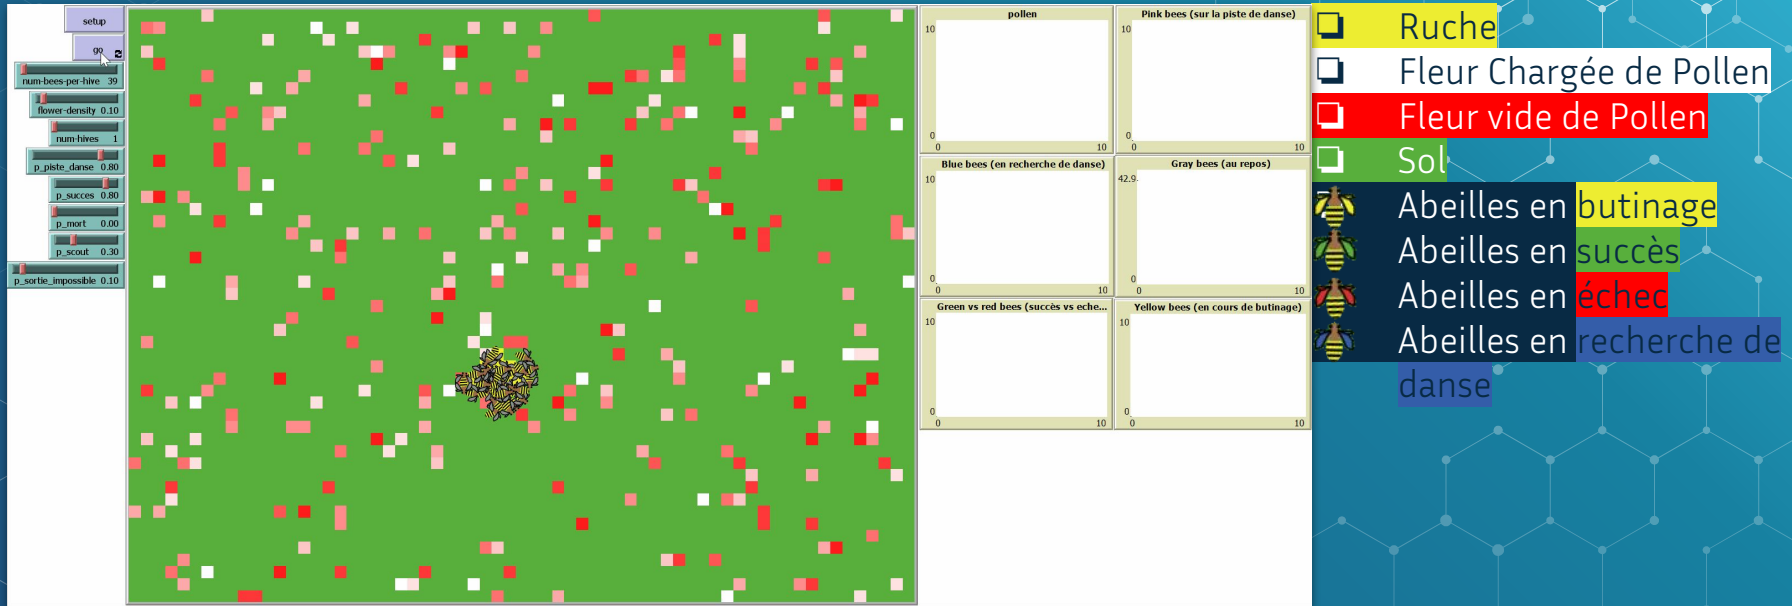 setup
go
num-bees-per-hive 39
flower-density 0.10
num-hives 1
p_piste_danse 0.80
p_succes 0.80
p_mort 0.00
p_scout 0.30
p_sortie_impossible 0.10
pollen
10
0
0 10
Pink bees (sur la piste de danse)
10
0
0 10
Blue bees (en recherche de danse)
10
0
0 10
Gray bees (au repos)
42.9
0
0 10
Green vs red bees (succès vs eche...
10
0
0 10
Yellow bees (en cours de butinage)
10
0
0 10
Ruche
Fleur Chargée de Pollen
Fleur vide de Pollen
Sol
Abeilles en butinage
Abeilles en succès
Abeilles en échec
Abeilles en recherche de
danse